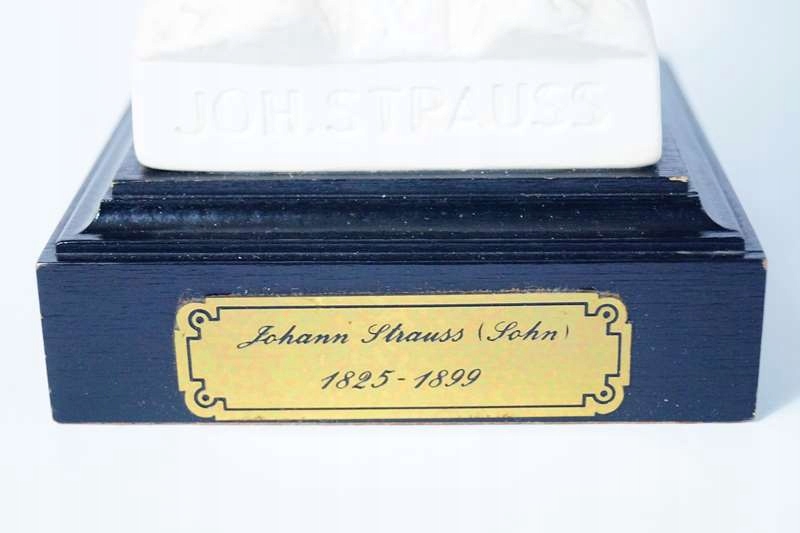 JOH. STRAUSS
Johann Strauss (Sohn)
1825 - 1899